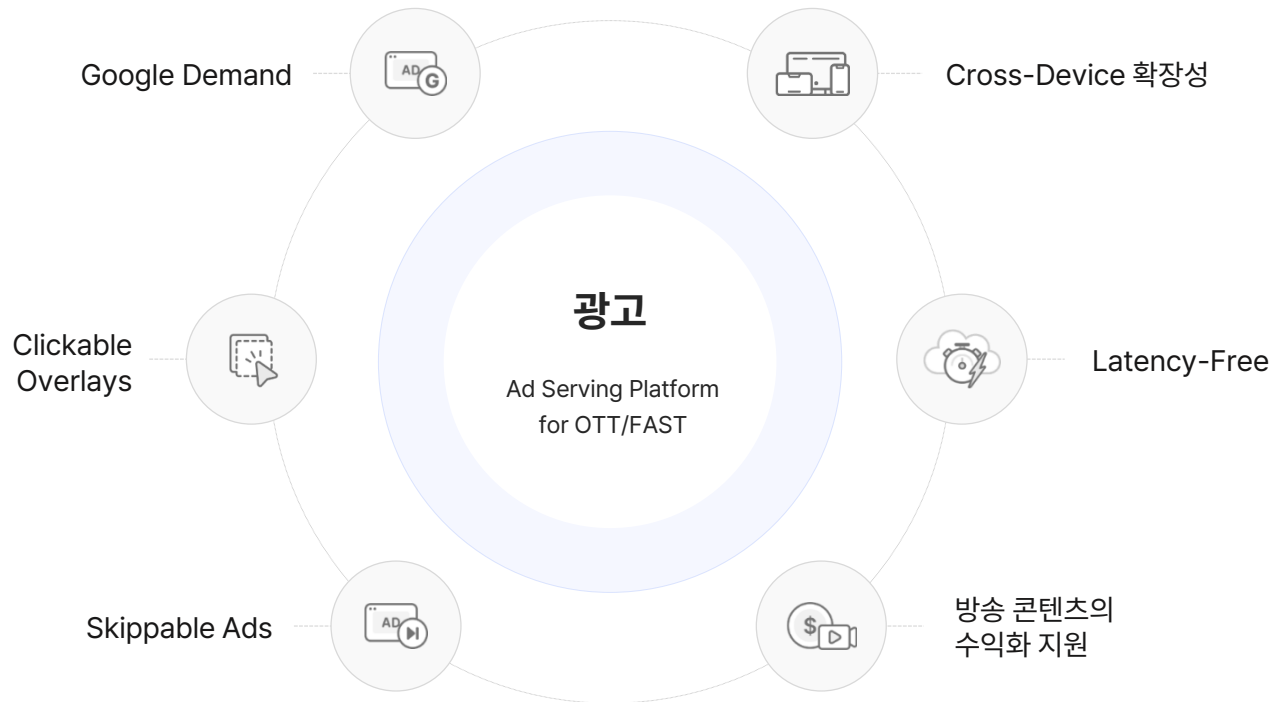 Google Demand
AD
G
Cross-Device 확장성
Clickable
Overlays
광고
Ad Serving Platform
for OTT/FAST
Latency-Free
Skippable Ads
AD
$
방송 콘텐츠의
수익화 지원